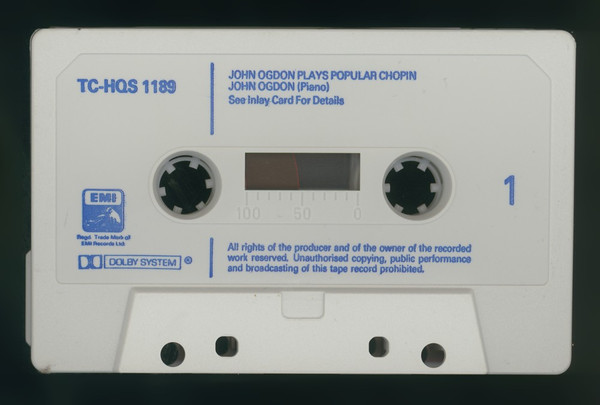 TC-HQS 1189
JOHN OGDON PLAYS POPULAR CHOPIN
JOHN OGDON (Piano)
See Inlay Card For Details
100 50 0
1
EMI
Regd. Trade Mark of
EMI Records Ltd
DOLBY SYSTEM ®
All rights of the producer and of the owner of the recorded
work reserved. Unauthorised copying, public performance
and broadcasting of this tape record prohibited.